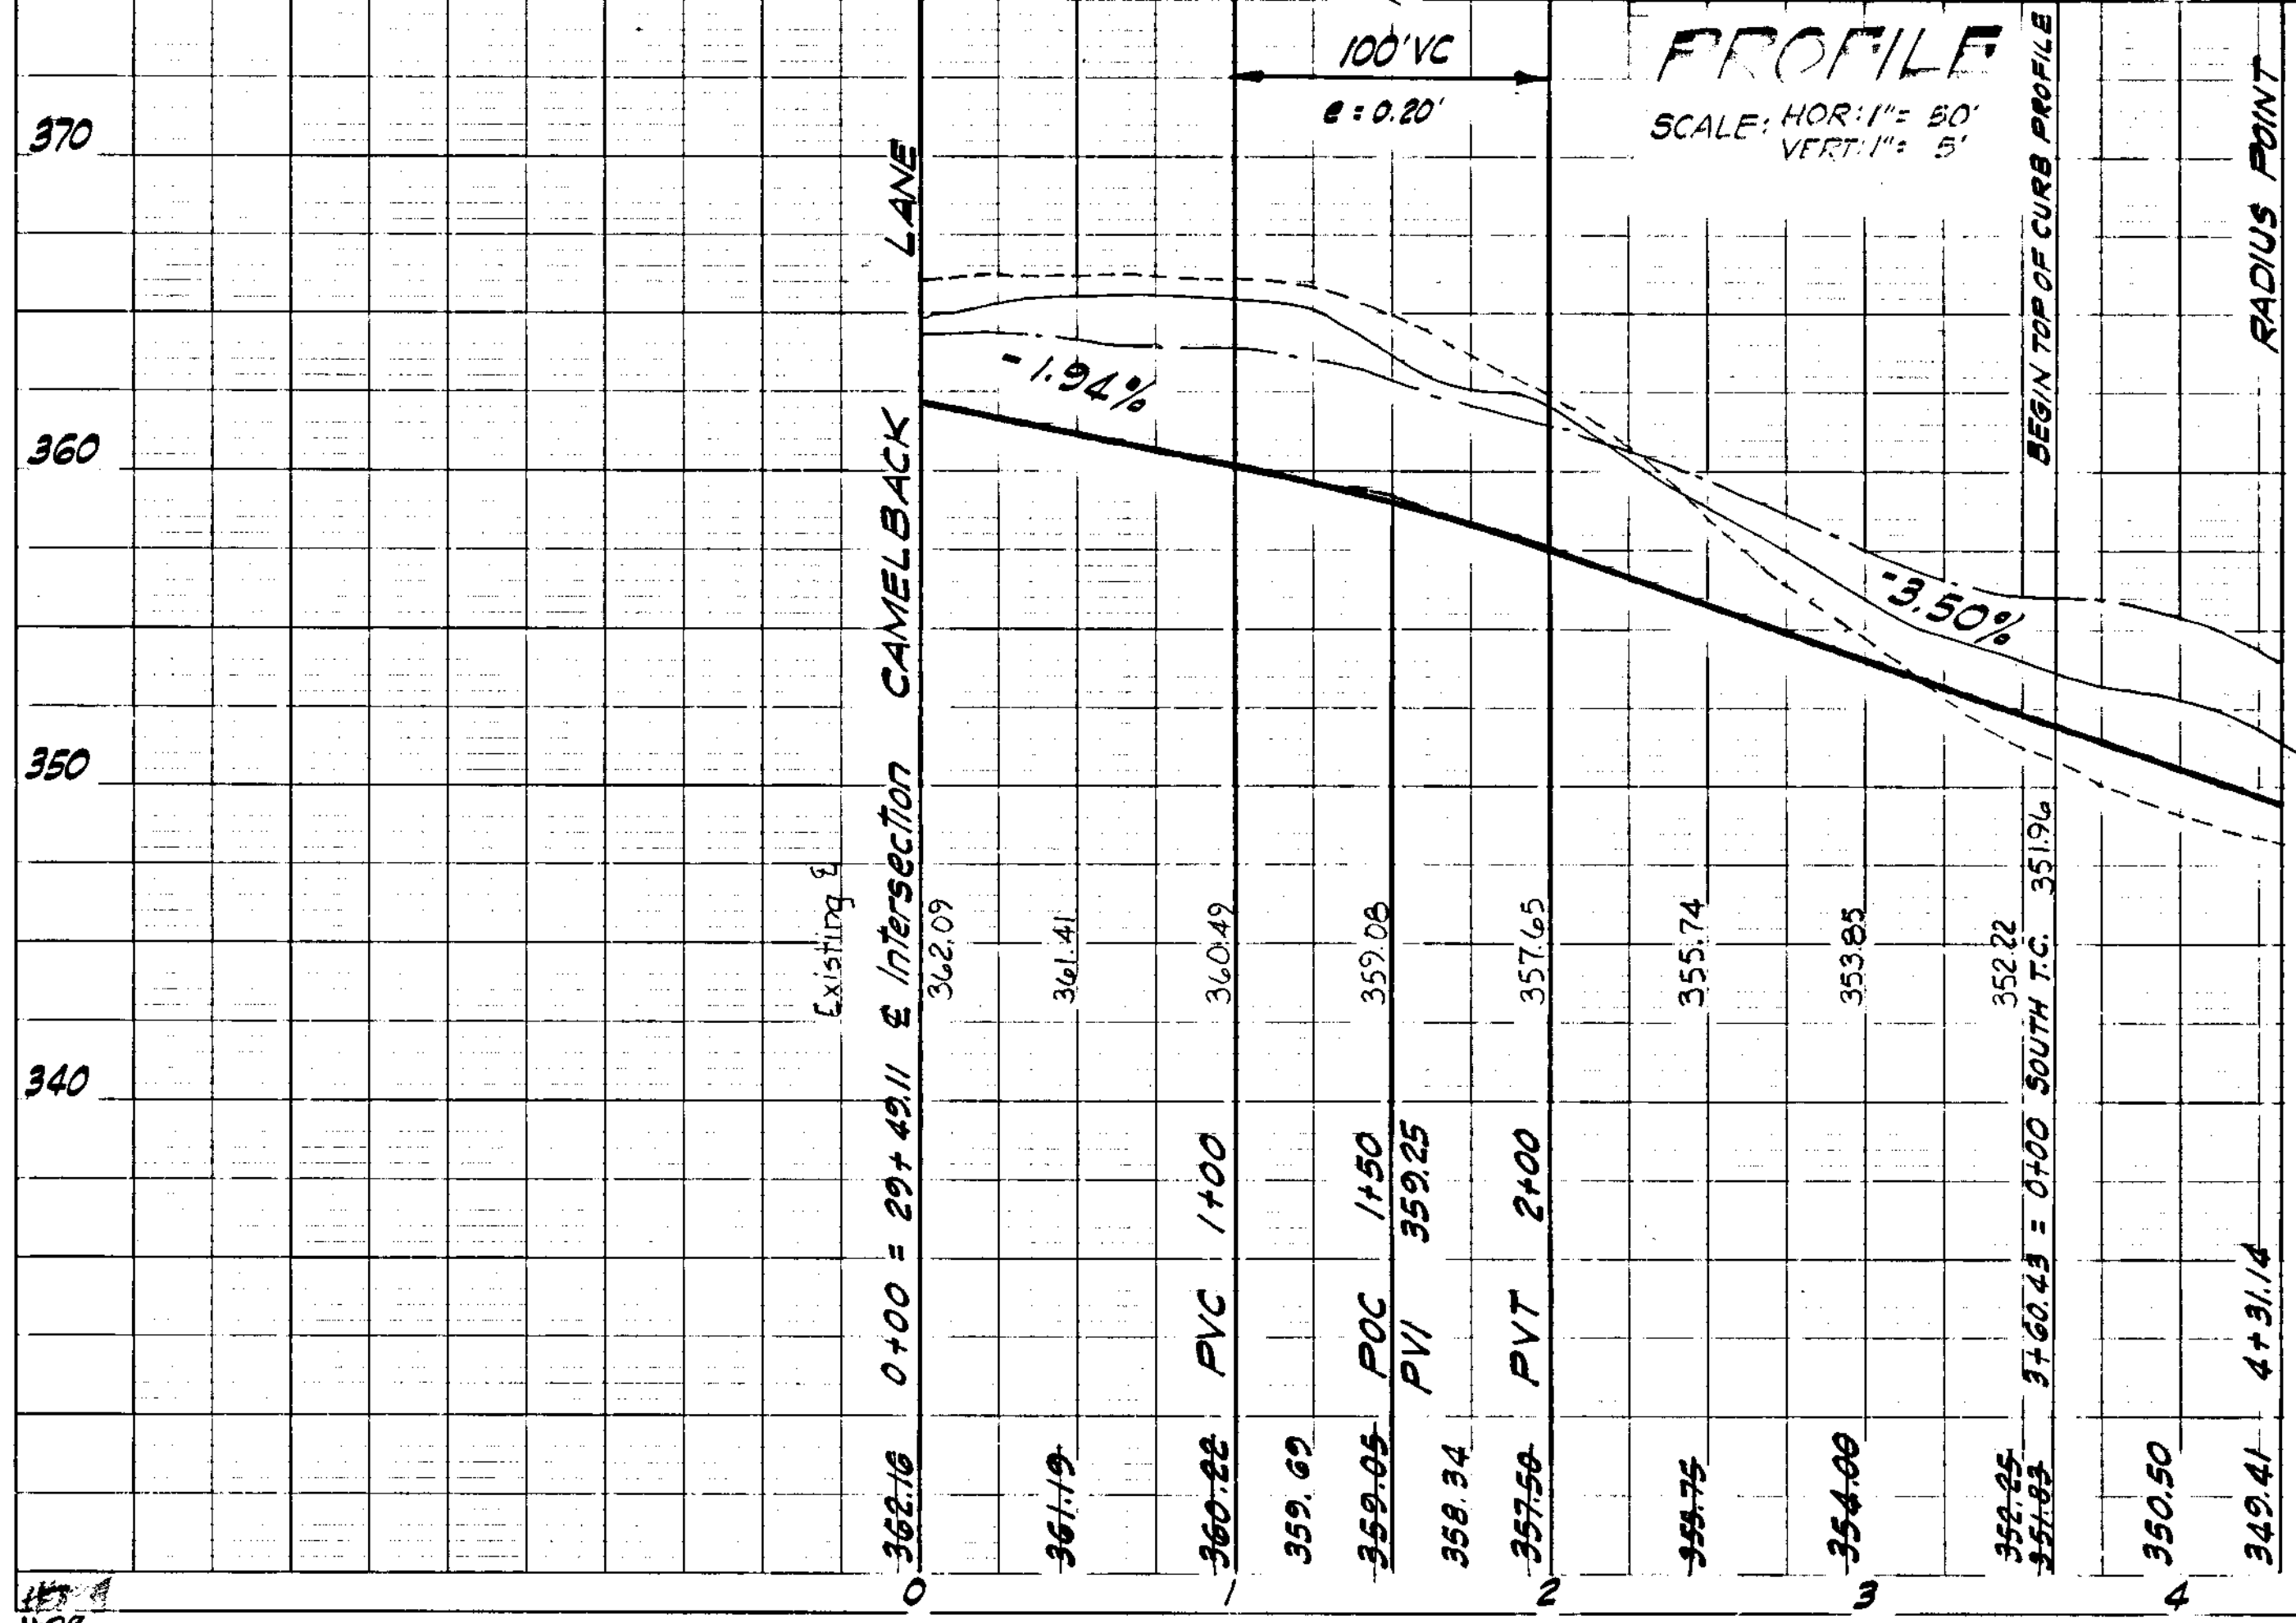 100' VC
e = 0.20'
PROFILE
SCALE: HOR: 1" = 50'
VERT: 1" = 5'
370
360
350
340
CAMELBACK LANE
BEGIN TOP OF CURB PROFILE
RADIUS POINT
-1.94%
-3.50%
Existing ℄
0+00 = 29+49.11 ℄ Intersection
362.09
361.41
360.49
359.08
357.65
355.74
353.85
352.22
3+60.43 = 0+00 SOUTH T.C. 351.96
PVC 1+00
POC 1+50
PVI 359.25
PVT 2+00
4+31.14
362.16
361.19
360.22
359.69
359.05
358.34
357.50
355.75
354.00
352.25
351.83
350.50
349.41
0
1
2
3
4